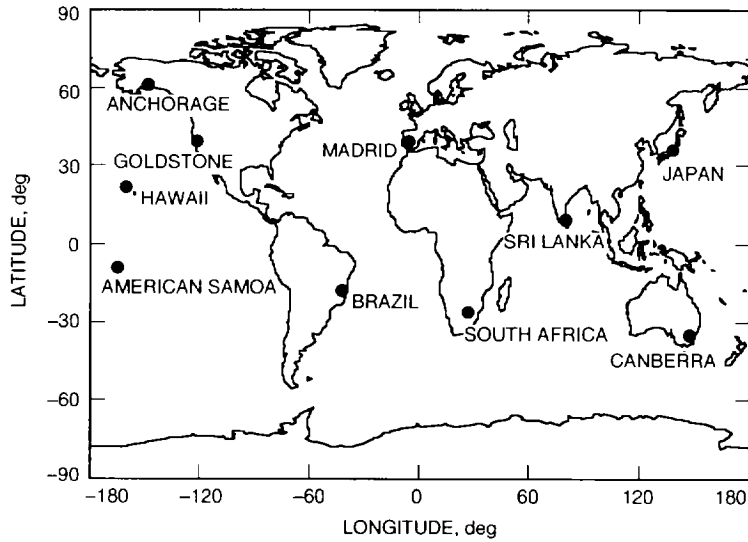 90
60
30
0
-30
-60
-90
LATITUDE, deg
ANCHORAGE
GOLDSTONE
HAWAII
AMERICAN SAMOA
BRAZIL
MADRID
SOUTH AFRICA
SRI LANKA
JAPAN
CANBERRA
-180
-120
-60
0
60
120
180
LONGITUDE, deg